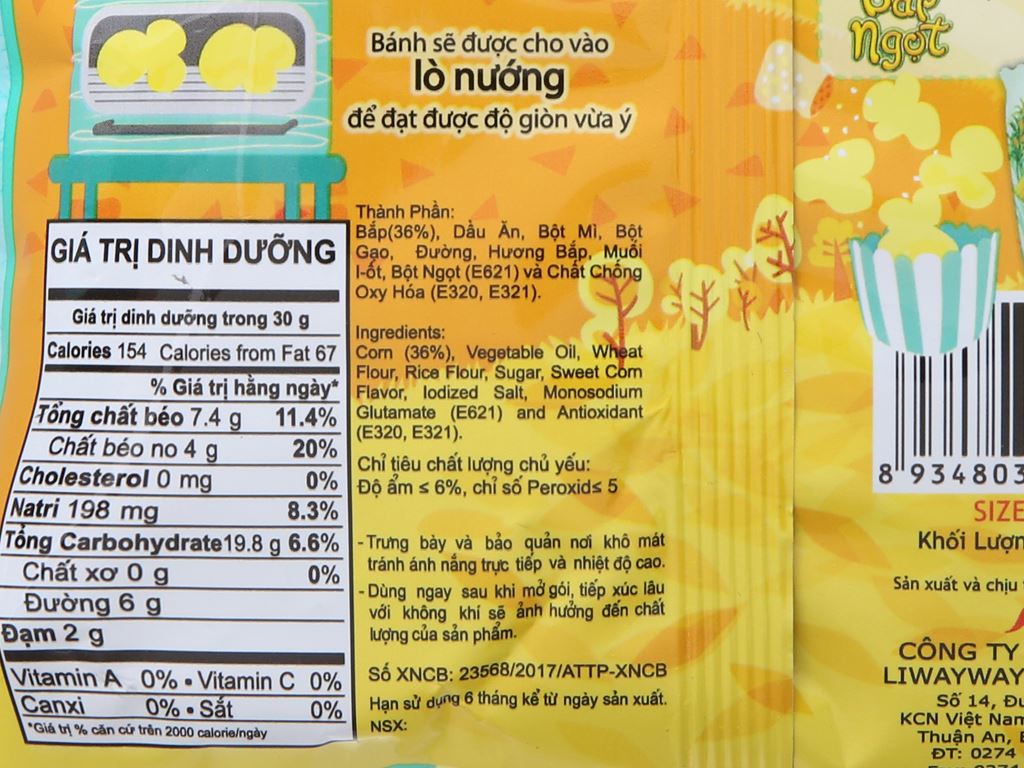 Bánh sẽ được cho vào
lò nướng
để đạt được độ giòn vừa ý
GIÁ TRỊ DINH DƯỠNG
Giá trị dinh dưỡng trong 30 g
Calories 154 Calories from Fat 67
% Giá trị hằng ngày*
Tổng chất béo 7.4 g 11.4%
Chất béo no 4 g 20%
Cholesterol 0 mg 0%
Natri 198 mg 8.3%
Tổng Carbohydrate 19.8 g 6.6%
Chất xơ 0 g 0%
Đường 6 g
Đạm 2 g
Vitamin A 0% • Vitamin C 0%
Canxi 0% • Sắt 0%
*Giá trị % căn cứ trên 2000 calorie/ngày
Thành Phần:
Bắp(36%), Dầu Ăn, Bột Mì, Bột
Gạo, Đường, Hương Bắp, Muối
I-ốt, Bột Ngọt (E621) và Chất Chống
Oxy Hóa (E320, E321).
Ingredients:
Corn (36%), Vegetable Oil, Wheat
Flour, Rice Flour, Sugar, Sweet Corn
Flavor, Iodized Salt, Monosodium
Glutamate (E621) and Antioxidant
(E320, E321).
Chỉ tiêu chất lượng chủ yếu:
Độ ẩm ≤ 6%, chỉ số Peroxid≤ 5
-Trưng bày và bảo quản nơi khô mát
tránh ánh nắng trực tiếp và nhiệt độ cao.
-Dùng ngay sau khi mở gói, tiếp xúc lâu
với không khí sẽ ảnh hưởng đến chất
lượng của sản phẩm.
Số XNCB: 23568/2017/ATTP-XNCB
Hạn sử dụng 6 tháng kể từ ngày sản xuất.
NSX:
Bắp
Ngọt
8 934803
SIZE
Khối Lượn
Sản xuất và chịu
CÔNG TY
LIWAYWAY
Số 14, Đư
KCN Việt Nam
Thuận An,
ĐT: 0274